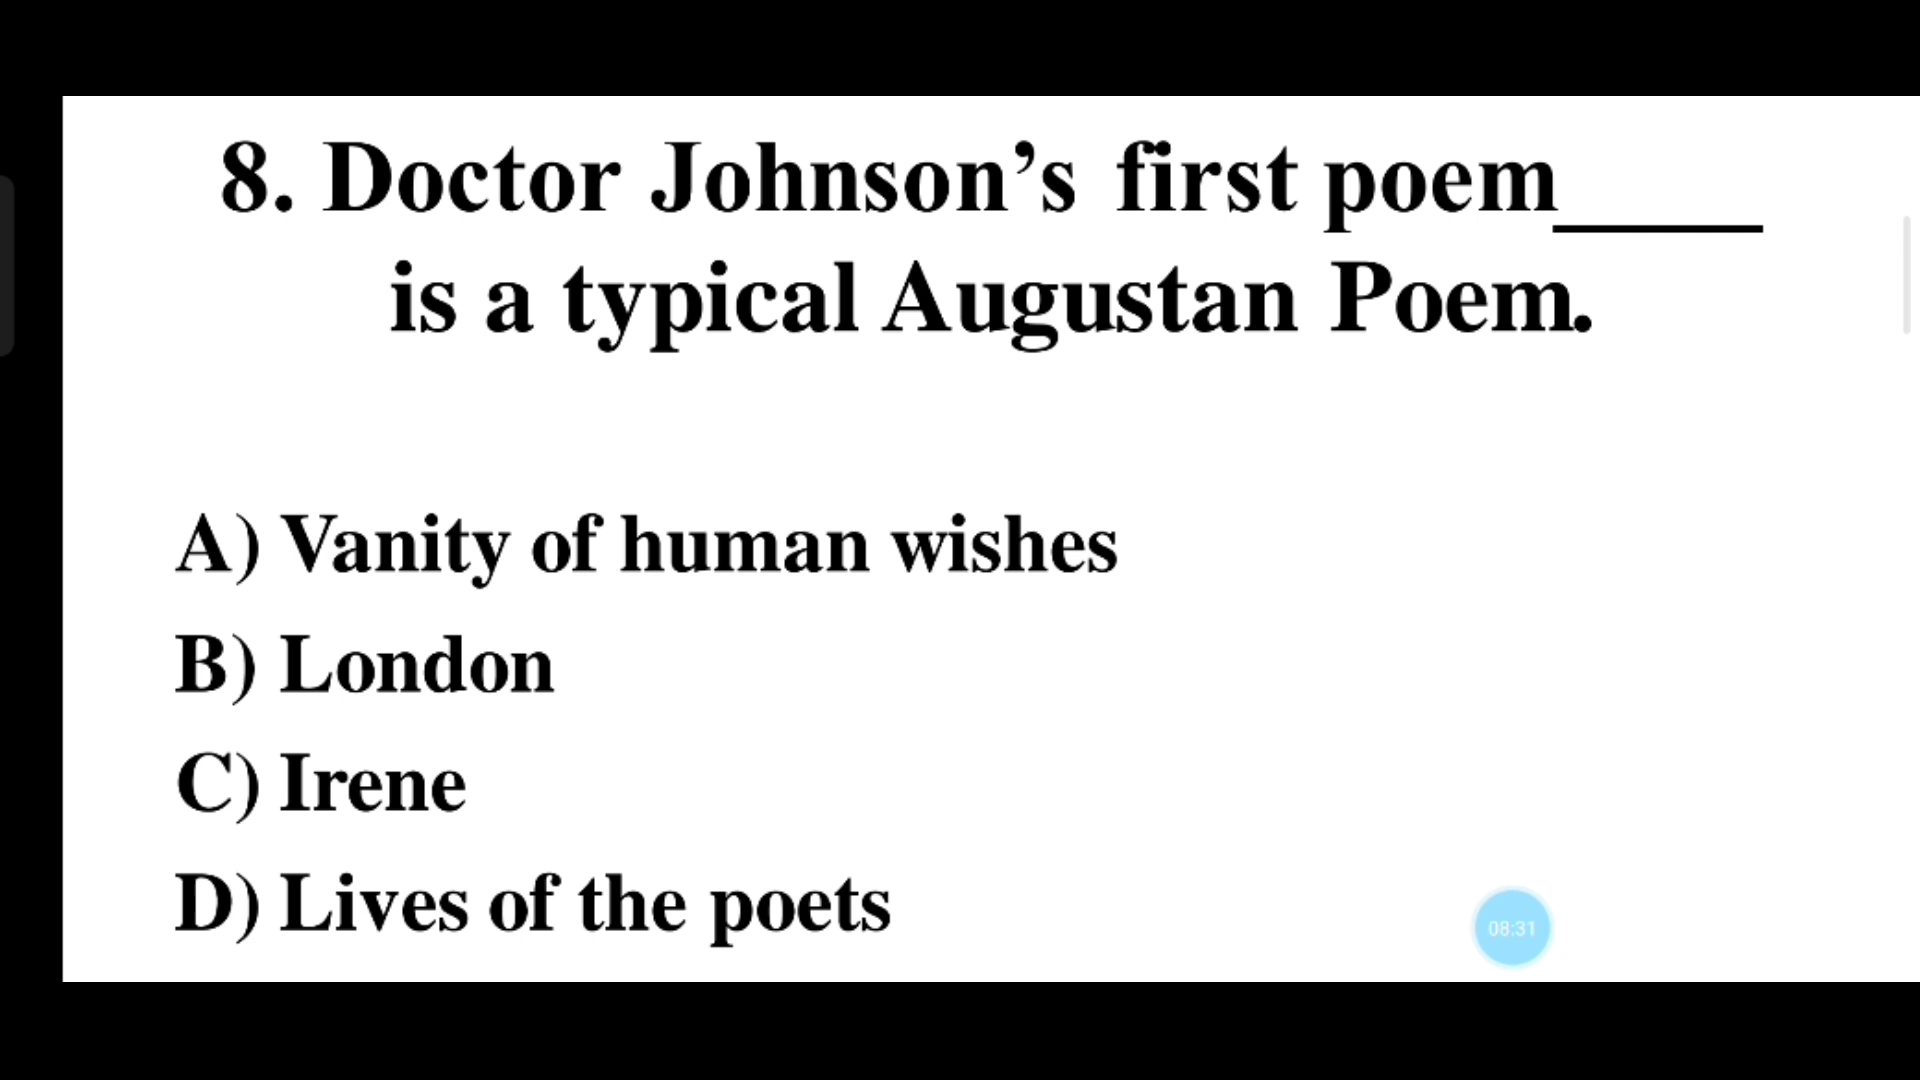 8. Doctor Johnson’s first poem____
is a typical Augustan Poem.
A) Vanity of human wishes
B) London
C) Irene
D) Lives of the poets
08:31